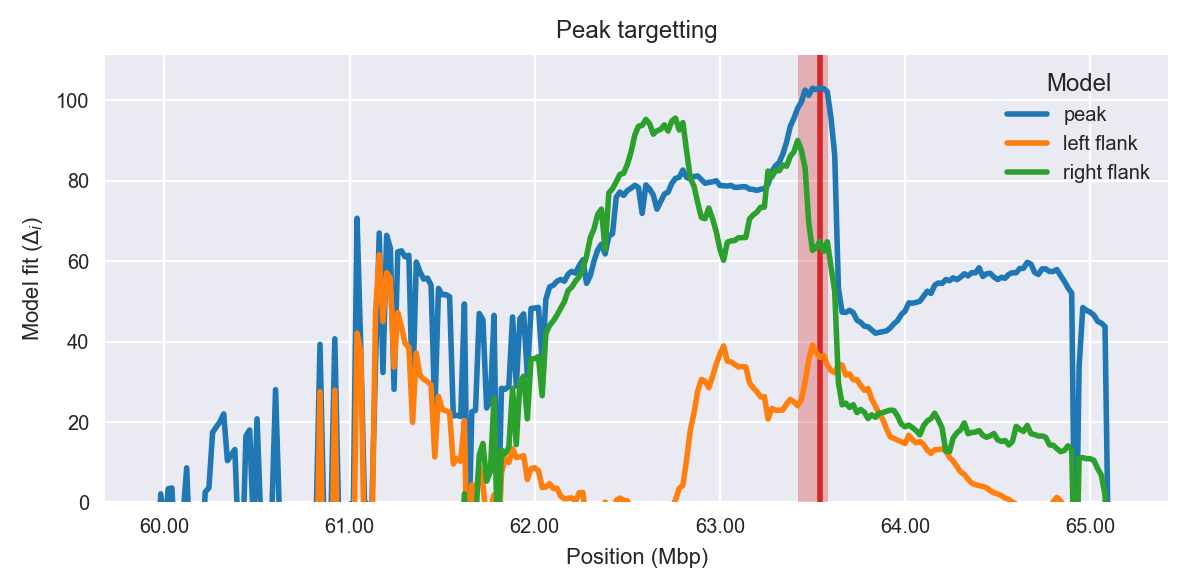 Peak targetting
Model
peak
left flank
right flank
Model fit (Δi)
100
80
60
40
20
0
60.00 61.00 62.00 63.00 64.00 65.00
Position (Mbp)